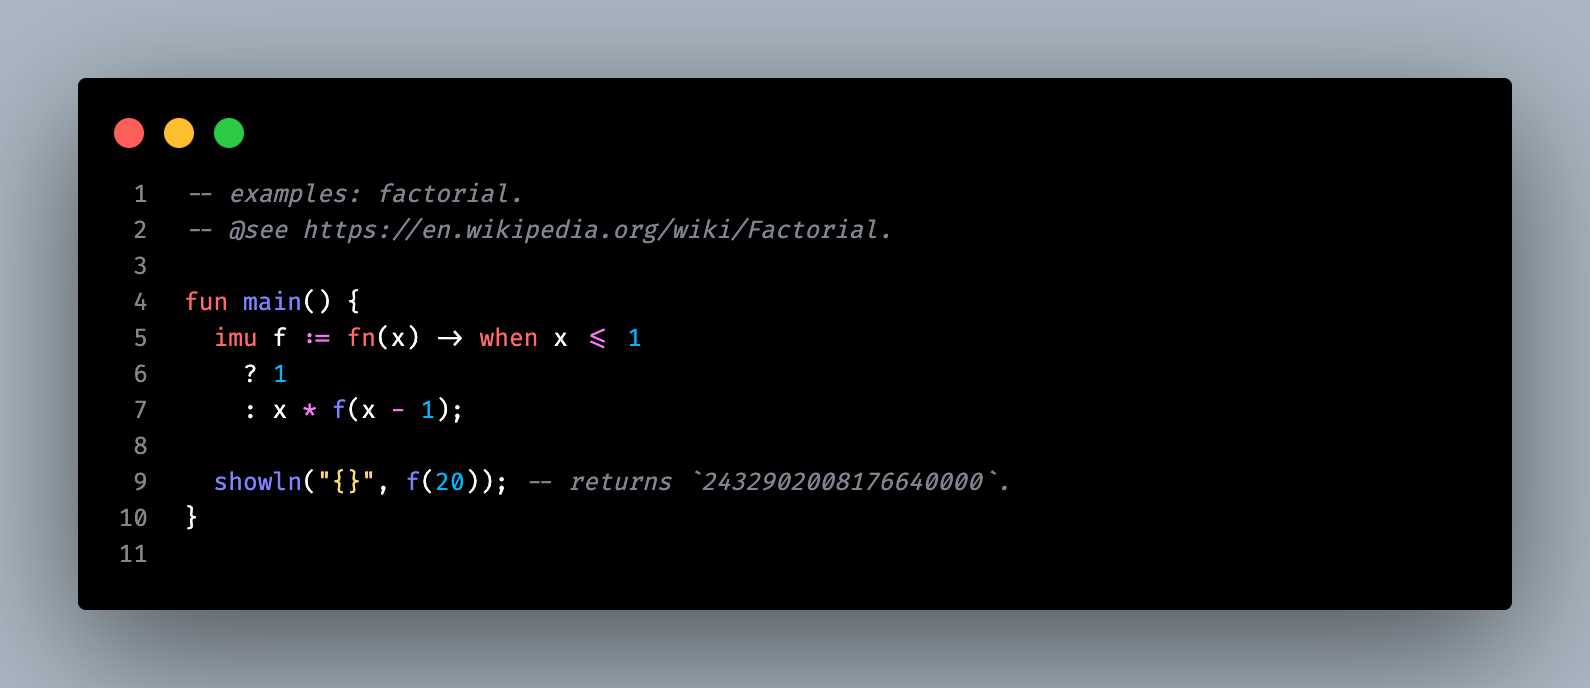 1 -- examples: factorial.
2 -- @see https://en.wikipedia.org/wiki/Factorial.
3
4 fun main() {
5   imu f := fn(x) -> when x <= 1
6     ? 1
7     : x * f(x - 1);
8
9   showln("{}", f(20)); -- returns `2432902008176640000`.
10 }
11